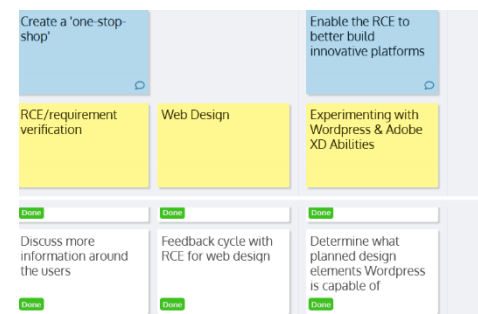 Create a 'one-stop-
shop'
Enable the RCE to
better build
innovative platforms
RCE/requirement
verification
Web Design
Experimenting with
Wordpress & Adobe
XD Abilities
Done
Done
Done
Discuss more
information around
the users
Done
Feedback cycle with
RCE for web design
Done
Determine what
planned design
elements Wordpress
is capable of
Done